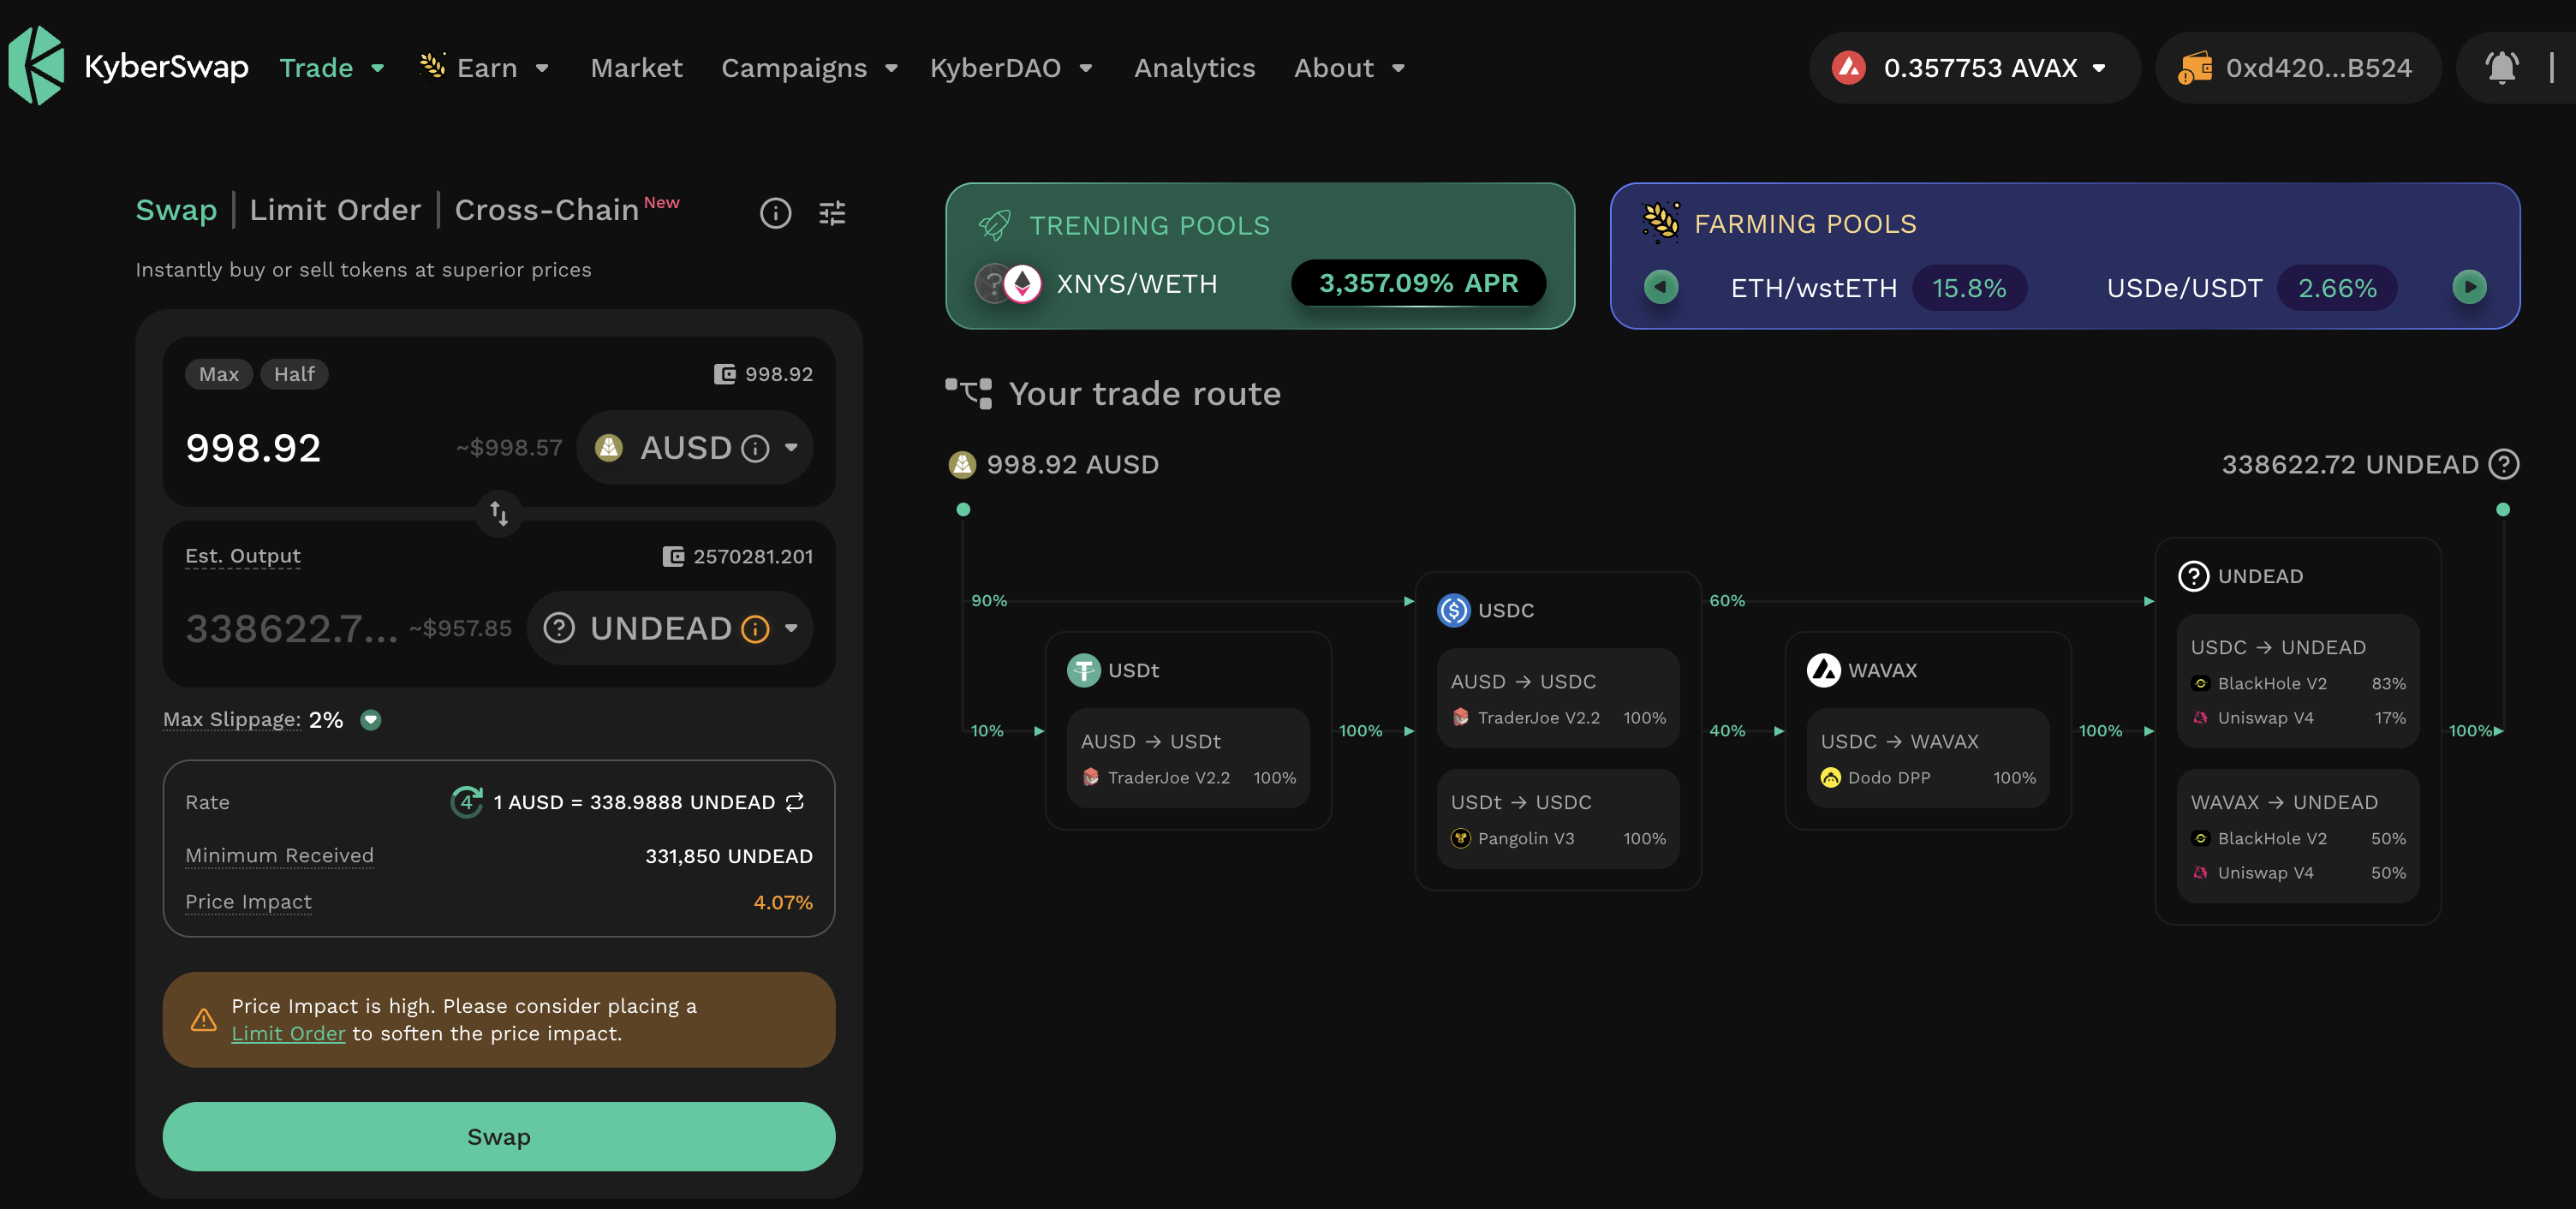 KyberSwap Trade Earn Market Campaigns KyberDAO Analytics About 0.357753 AVAX 0xd420...B524
Swap | Limit Order | Cross-Chain New
Instantly buy or sell tokens at superior prices
Max Half 998.92
998.92 ~$998.57 AUSD
Est. Output 2570281.201
338622.7... ~$957.85 UNDEAD
Max Slippage: 2%
Rate 4 1 AUSD = 338.9888 UNDEAD
Minimum Received 331,850 UNDEAD
Price Impact 4.07%
Price Impact is high. Please consider placing a
Limit Order to soften the price impact.
Swap
TRENDING POOLS
XNYS/WETH 3,357.09% APR
FARMING POOLS
ETH/wstETH 15.8% USDe/USDT 2.66%
Your trade route
998.92 AUSD 338622.72 UNDEAD
90%
10%
USDt
AUSD → USDt
TraderJoe V2.2 100%
100%
USDC
AUSD → USDC
TraderJoe V2.2 100%
USDt → USDC
Pangolin V3 100%
60%
40%
WAVAX
USDC → WAVAX
Dodo DPP 100%
100%
UNDEAD
USDC → UNDEAD
BlackHole V2 83%
Uniswap V4 17%
WAVAX → UNDEAD
BlackHole V2 50%
Uniswap V4 50%
100%